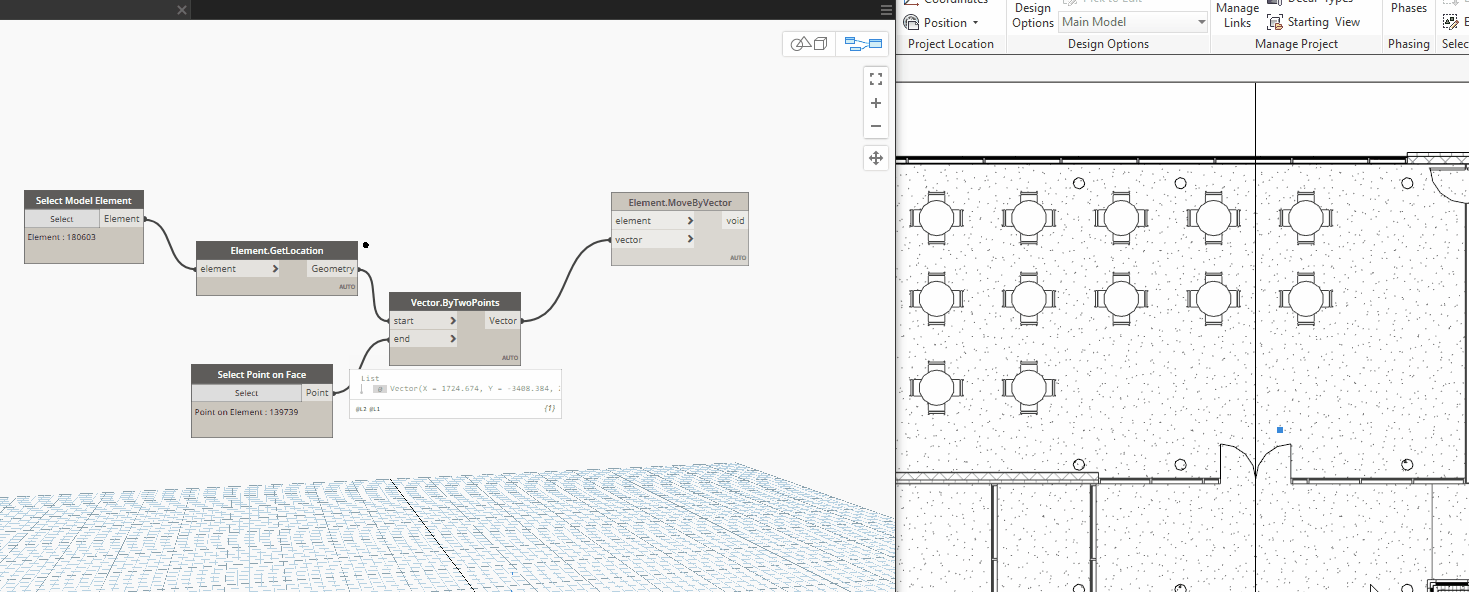 Select Model Element
Select
Element
Element : 180603
Element.GetLocation
element
Geometry
AUTO
Select Point on Face
Select
Point
Point on Element : 139739
Vector.ByTwoPoints
start
Vector
end
AUTO
List
0 Vector(X = 1724.674, Y = -3408.384,
@L2 @L1
{1}
Element.MoveByVector
element
void
vector
AUTO
Coordinates
Position
Project Location
Design
Options
Pick to Edit
Main Model
Design Options
Manage
Links
Decal Types
Starting View
Manage Project
Phases
Phasing
Selec